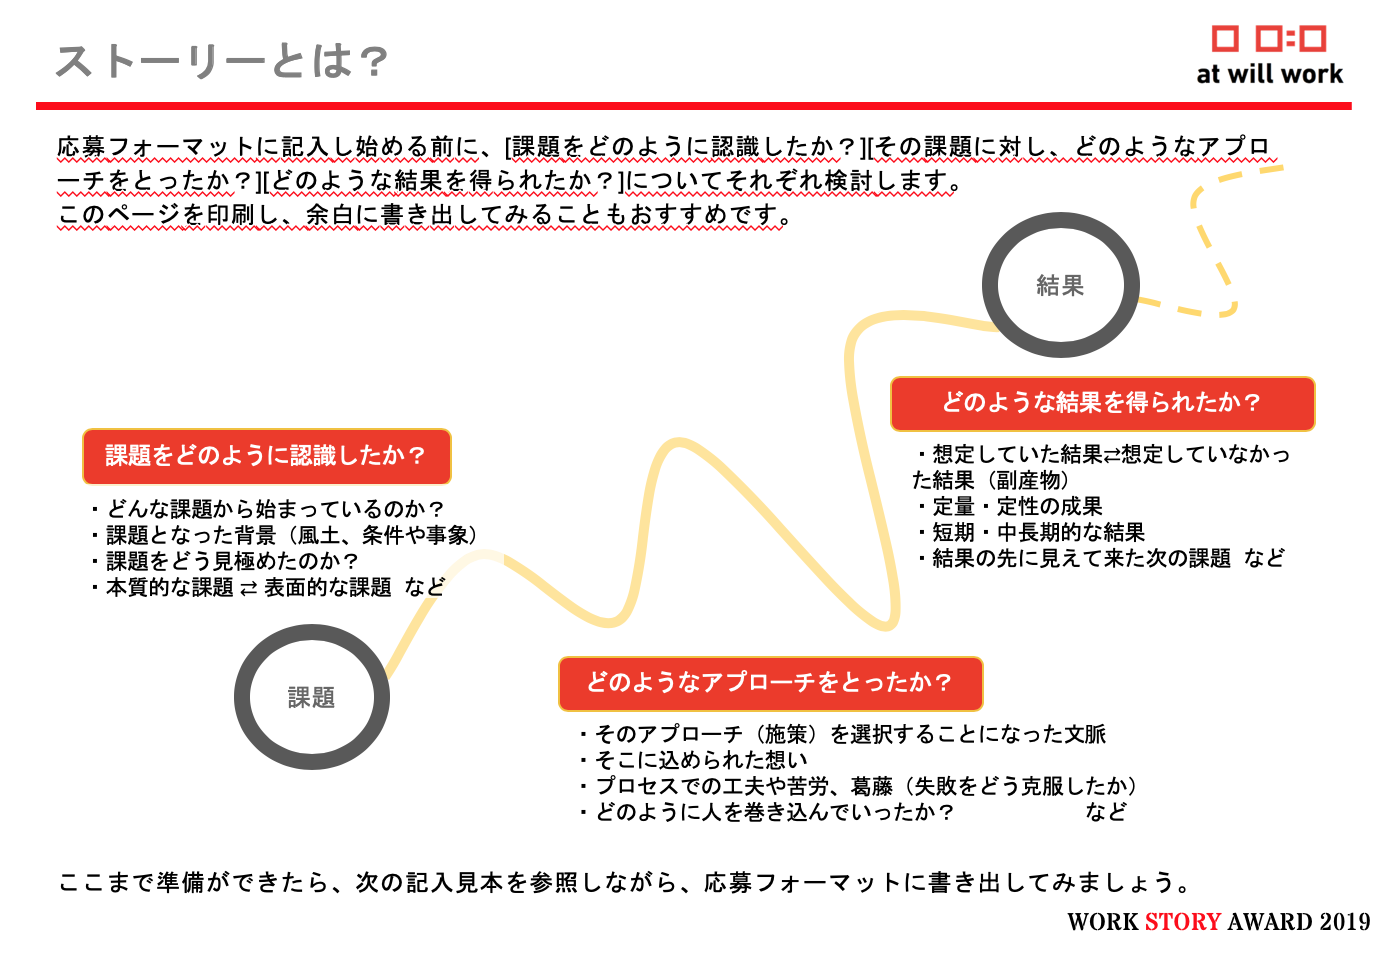 ストーリーとは？
at will work
応募フォーマットに記入し始める前に、[課題をどのように認識したか？][その課題に対し、どのようなアプロ
ーチをとったか？][どのような結果を得られたか？]についてそれぞれ検討します。
このページを印刷し、余白に書き出してみることもおすすめです。
結果
どのような結果を得られたか？
・想定していた結果⇄想定していなかっ
た結果（副産物）
・定量・定性の成果
・短期・中長期的な結果
・結果の先に見えて来た次の課題 など
課題をどのように認識したか？
・どんな課題から始まっているのか？
・課題となった背景（風土、条件や事象）
・課題をどう見極めたのか？
・本質的な課題 ⇄ 表面的な課題 など
課題
どのようなアプローチをとったか？
・そのアプローチ（施策）を選択することになった文脈
・そこに込められた想い
・プロセスでの工夫や苦労、葛藤（失敗をどう克服したか）
・どのように人を巻き込んでいったか？ など
ここまで準備ができたら、次の記入見本を参照しながら、応募フォーマットに書き出してみましょう。
WORK STORY AWARD 2019